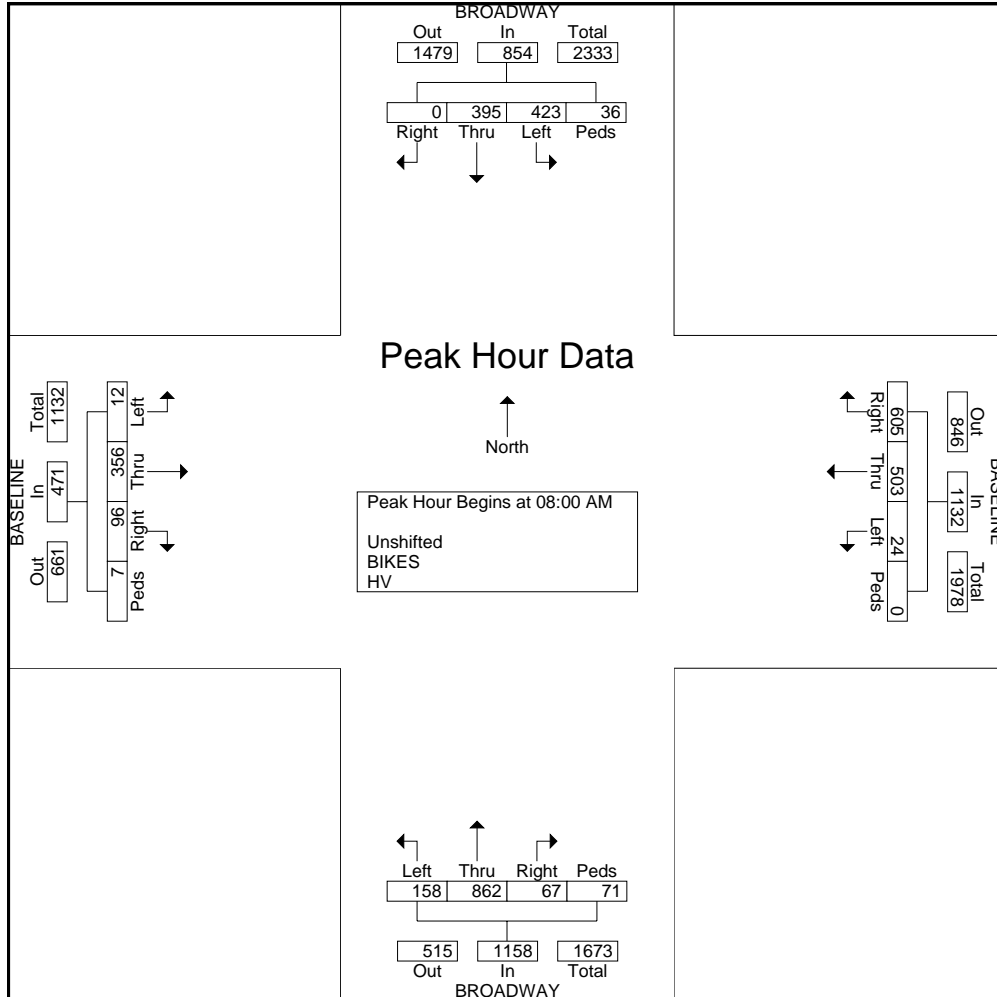 BROADWAY
Out In Total
1479 854 2333
0 395 423 36
Right Thru Left Peds
Peak Hour Data
North
Peak Hour Begins at 08:00 AM
Unshifted
BIKES
HV
BASELINE
Total In Out
1132 471 661
12 356 96 7
Left Thru Right Peds
BASELINE
Out In Total
846 1132 1978
605 503 24 0
Right Thru Left Peds
Left Thru Right Peds
158 862 67 71
515 1158 1673
Out In Total
BROADWAY